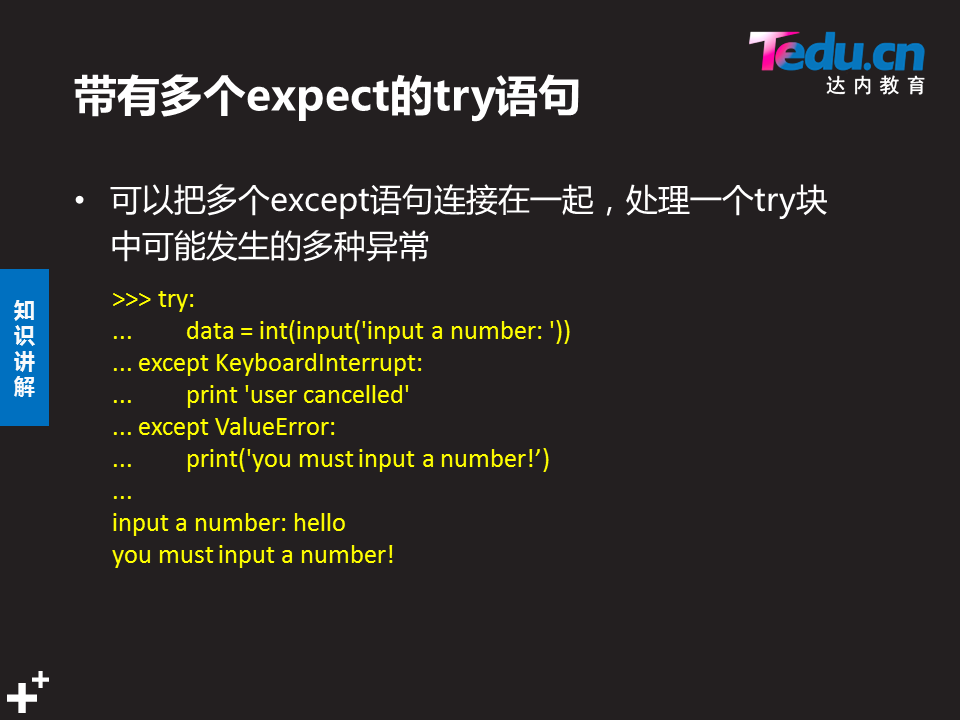 Tedu.cn
达内教育
带有多个expect的try语句
• 可以把多个except语句连接在一起，处理一个try块
中可能发生的多种异常
知
识
讲
解
>>> try:
... data = int(input('input a number: '))
... except KeyboardInterrupt:
... print 'user cancelled'
... except ValueError:
... print('you must input a number!’)
...
input a number: hello
you must input a number!